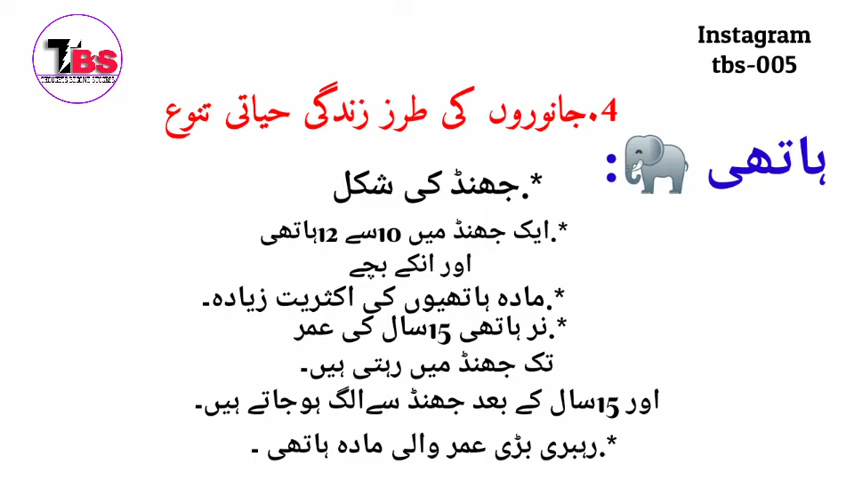 TBS
Instagram
tbs-005
4.جانوروں کی طرز زندگی حیاتی تنوع
ہاتھی 🐘:
*.جھنڈ کی شکل
*.ایک جھنڈ میں 10سے 12ہاتھی
اور انکے بچے
*.مادہ ہاتھیوں کی اکثریت زیادہ۔
*.نر ہاتھی 15سال کی عمر
تک جھنڈ میں رہتی ہیں۔
اور 15سال کے بعد جھنڈ سےالگ ہوجاتے ہیں۔
*.رہبری بڑی عمر والی مادہ ہاتھی ۔